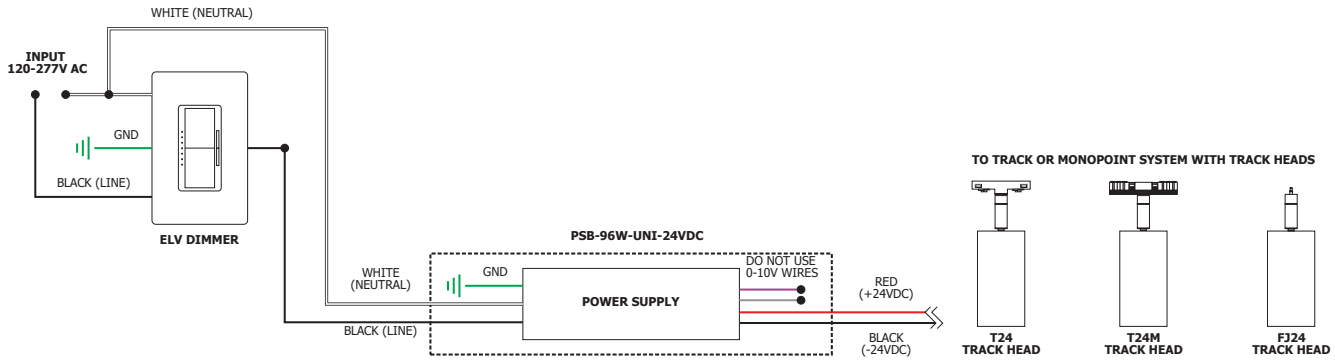 WHITE (NEUTRAL)
INPUT
120-277V AC
GND
BLACK (LINE)
ELV DIMMER
TO TRACK OR MONOPOINT SYSTEM WITH TRACK HEADS
PSB-96W-UNI-24VDC
WHITE
(NEUTRAL)
GND
DO NOT USE
0-10V WIRES
POWER SUPPLY
RED
(+24VDC)
BLACK (LINE)
BLACK
(-24VDC)
T24
TRACK HEAD
T24M
TRACK HEAD
FJ24
TRACK HEAD